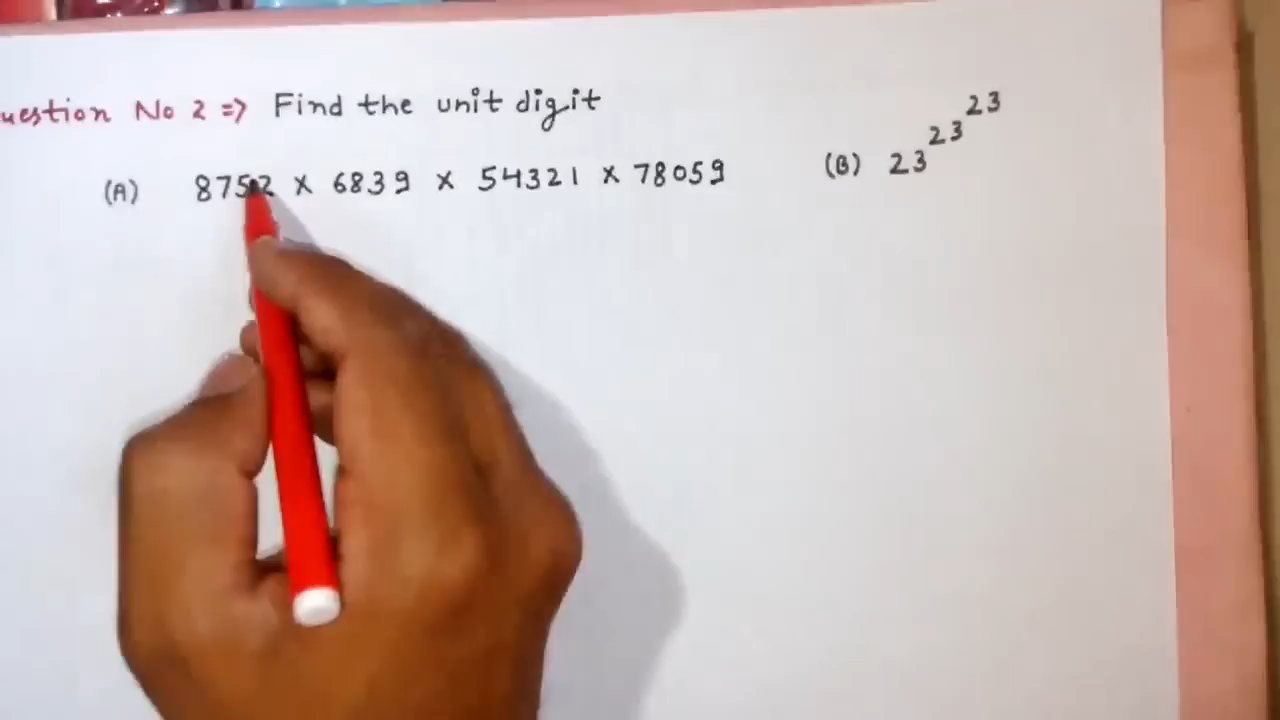 uestion No 2 => Find the unit digit
(A) 8752 x 6839 x 54321 x 78059 (B) 23^23^23